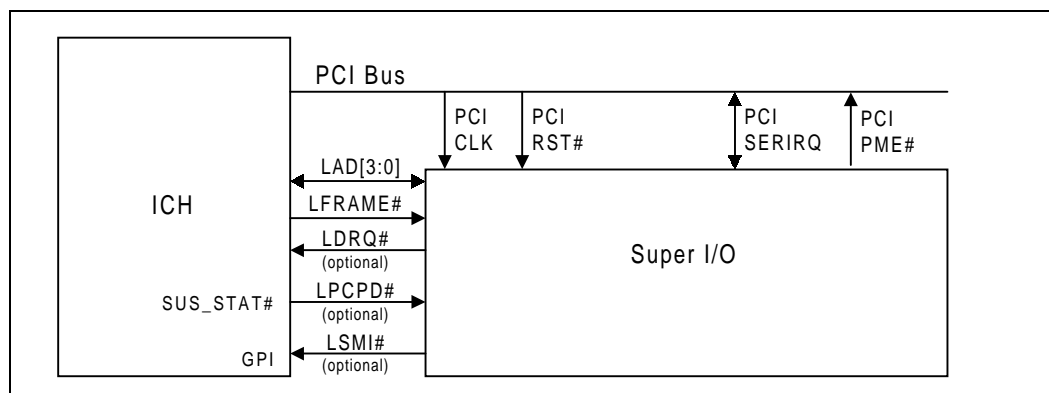 PCI Bus
PCI CLK
PCI RST#
PCI SERIRQ
PCI PME#
LAD[3:0]
ICH
LFRAME#
LDRQ#
(optional)
Super I/O
SUS_STAT#
LPCPD#
(optional)
LSMI#
GPI
(optional)